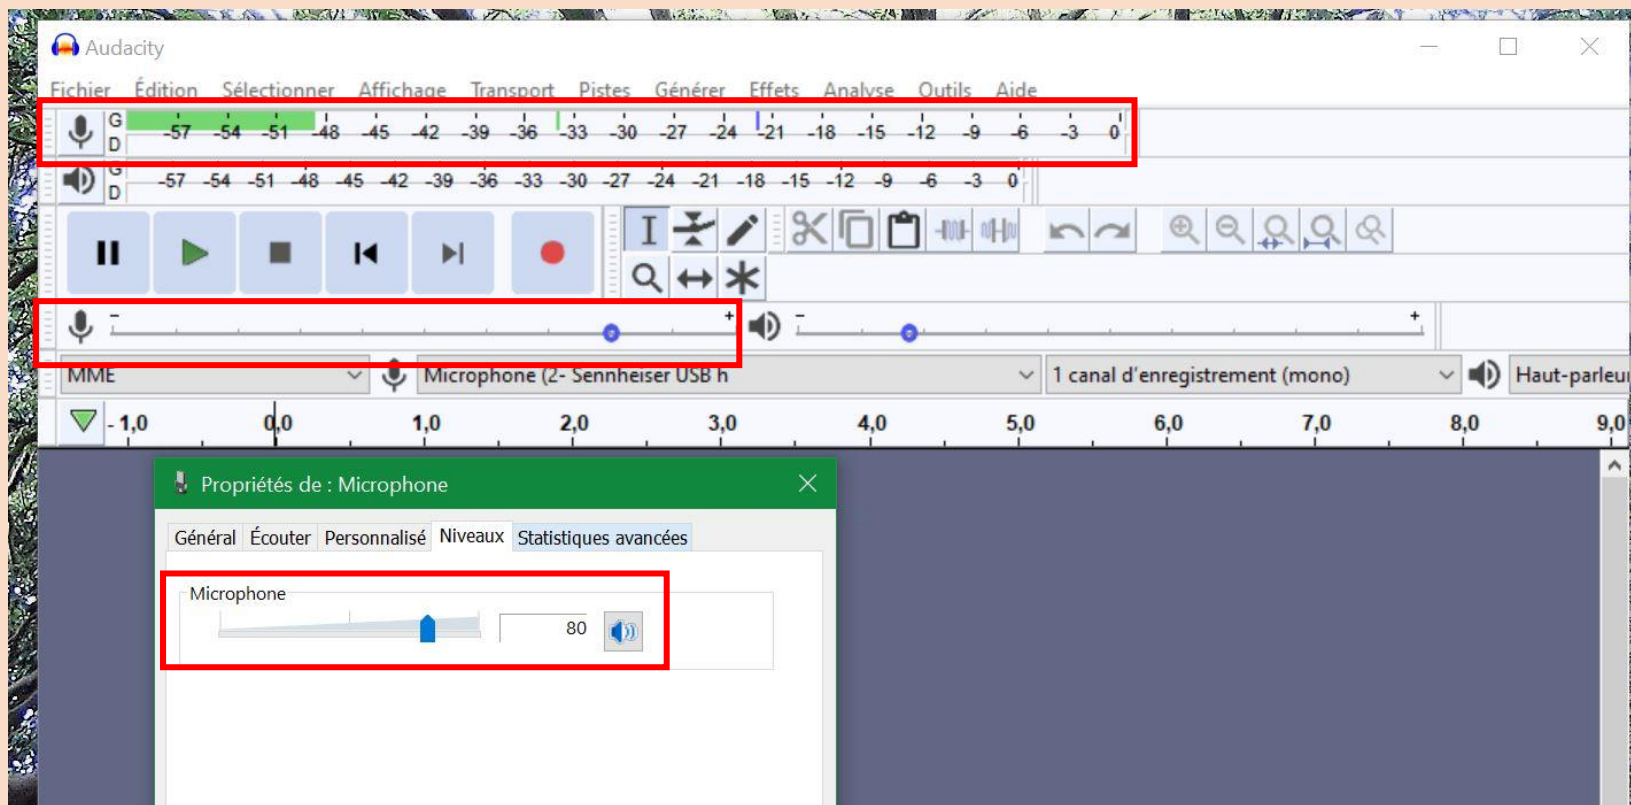 Audacity
Fichier Édition Sélectionner Affichage Transport Pistes Générer Effets Analyse Outils Aide
G
D
-57 -54 -51 -48 -45 -42 -39 -36 -33 -30 -27 -24 -21 -18 -15 -12 -9 -6 -3 0
G
D
-57 -54 -51 -48 -45 -42 -39 -36 -33 -30 -27 -24 -21 -18 -15 -12 -9 -6 -3 0
- + - +
MME Microphone (2- Sennheiser USB h 1 canal d'enregistrement (mono) Haut-parleu
- 1,0 0,0 1,0 2,0 3,0 4,0 5,0 6,0 7,0 8,0 9,0
Propriétés de : Microphone
Général Écouter Personnalisé Niveaux Statistiques avancées
Microphone
80